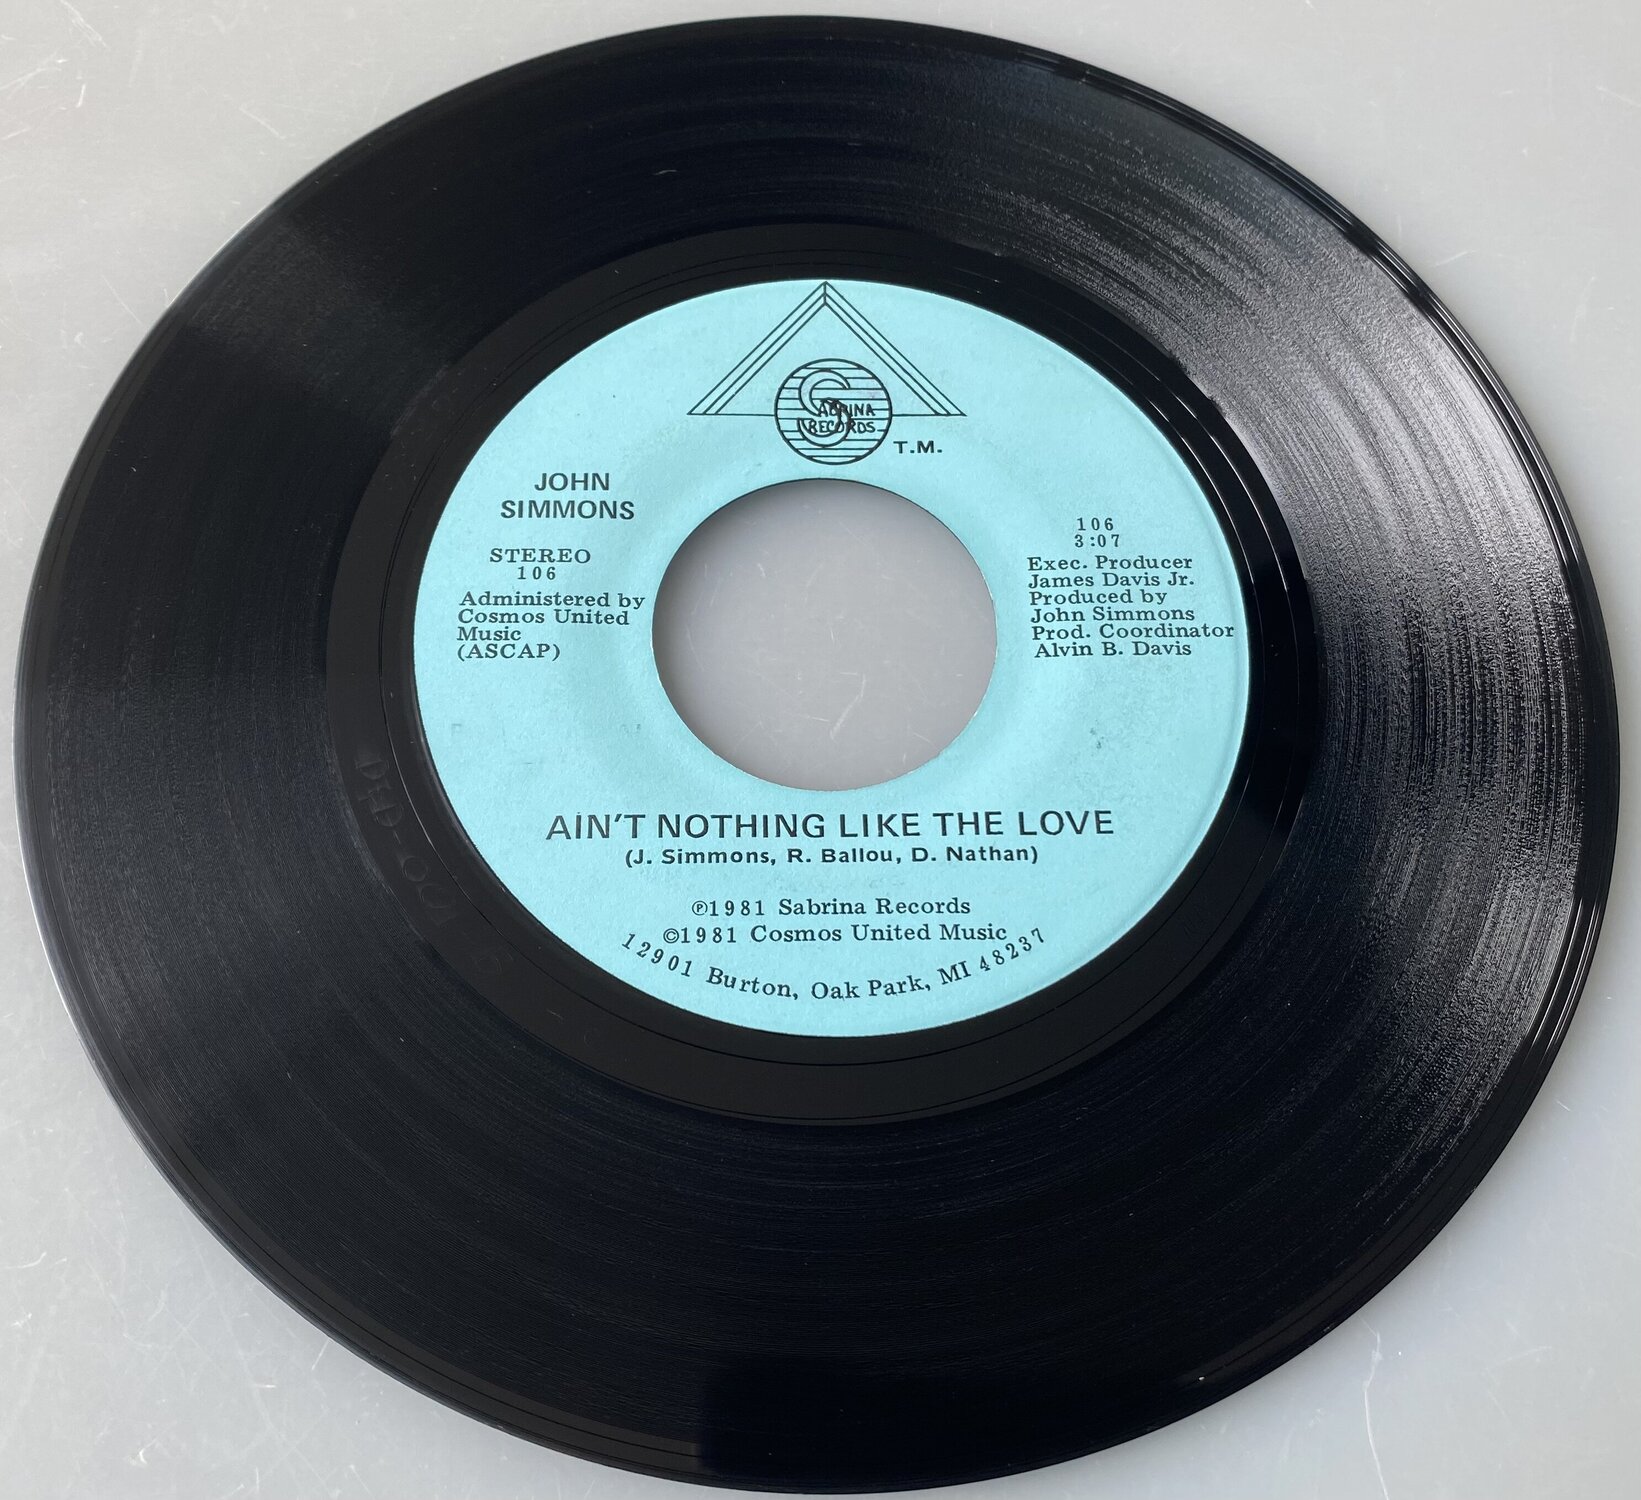 SABRINA
RECORDS
T.M.
JOHN
SIMMONS
STEREO
106
Administered by
Cosmos United
Music
(ASCAP)
106
3:07
Exec. Producer
James Davis Jr.
Produced by
John Simmons
Prod. Coordinator
Alvin B. Davis
AIN'T NOTHING LIKE THE LOVE
(J. Simmons, R. Ballou, D. Nathan)
℗1981 Sabrina Records
©1981 Cosmos United Music
12901 Burton, Oak Park, MI 48237